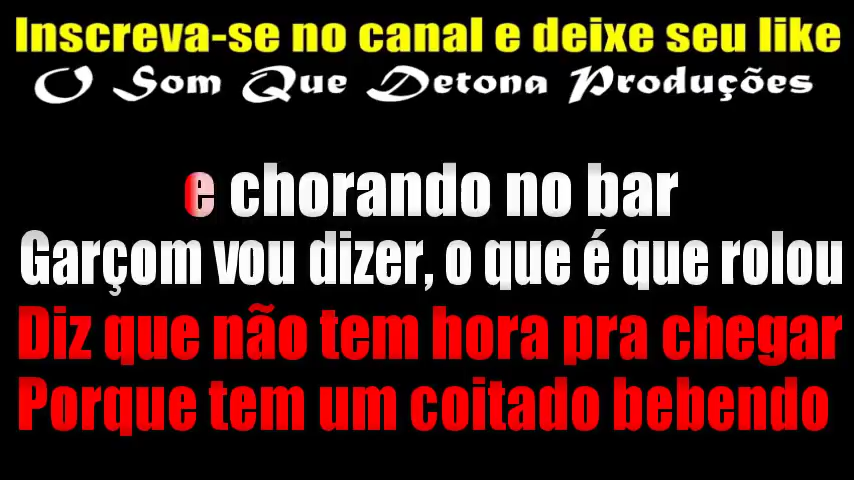 Inscreva-se no canal e deixe seu like
O Som Que Detona Produções
e chorando no bar
Garçom vou dizer, o que é que rolou
Diz que não tem hora pra chegar
Porque tem um coitado bebendo